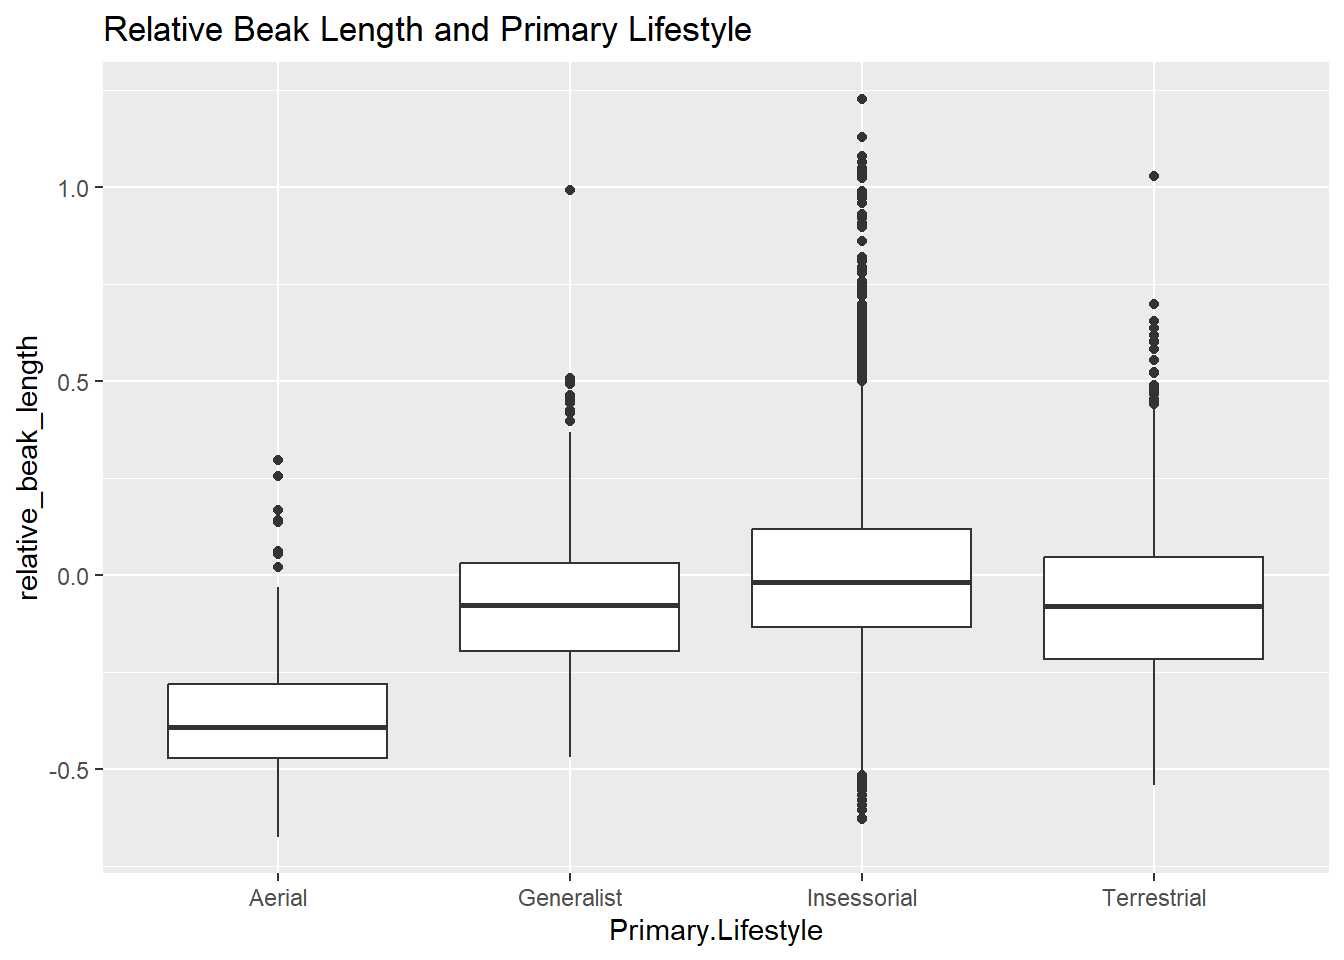 Relative Beak Length and Primary Lifestyle
relative_beak_length
1.0
0.5
0.0
-0.5
Aerial Generalist Insessorial Terrestrial
Primary.Lifestyle